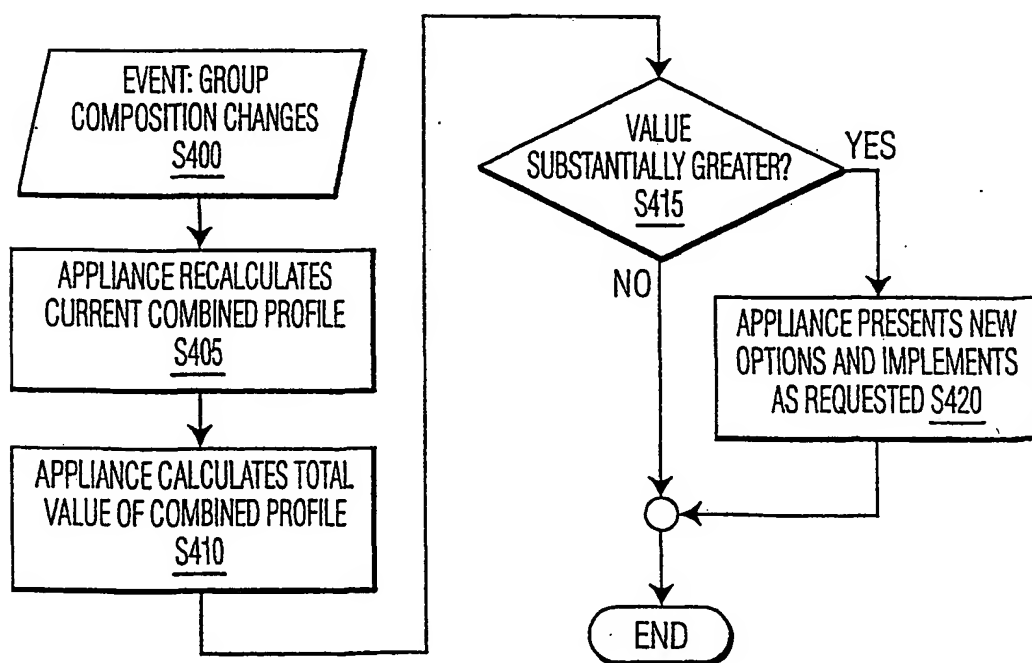 EVENT: GROUP
COMPOSITION CHANGES
S400
APPLIANCE RECALCULATES
CURRENT COMBINED PROFILE
S405
APPLIANCE CALCULATES TOTAL
VALUE OF COMBINED PROFILE
S410
VALUE
SUBSTANTIALLY GREATER?
S415
YES
NO
APPLIANCE PRESENTS NEW
OPTIONS AND IMPLEMENTS
AS REQUESTED S420
END